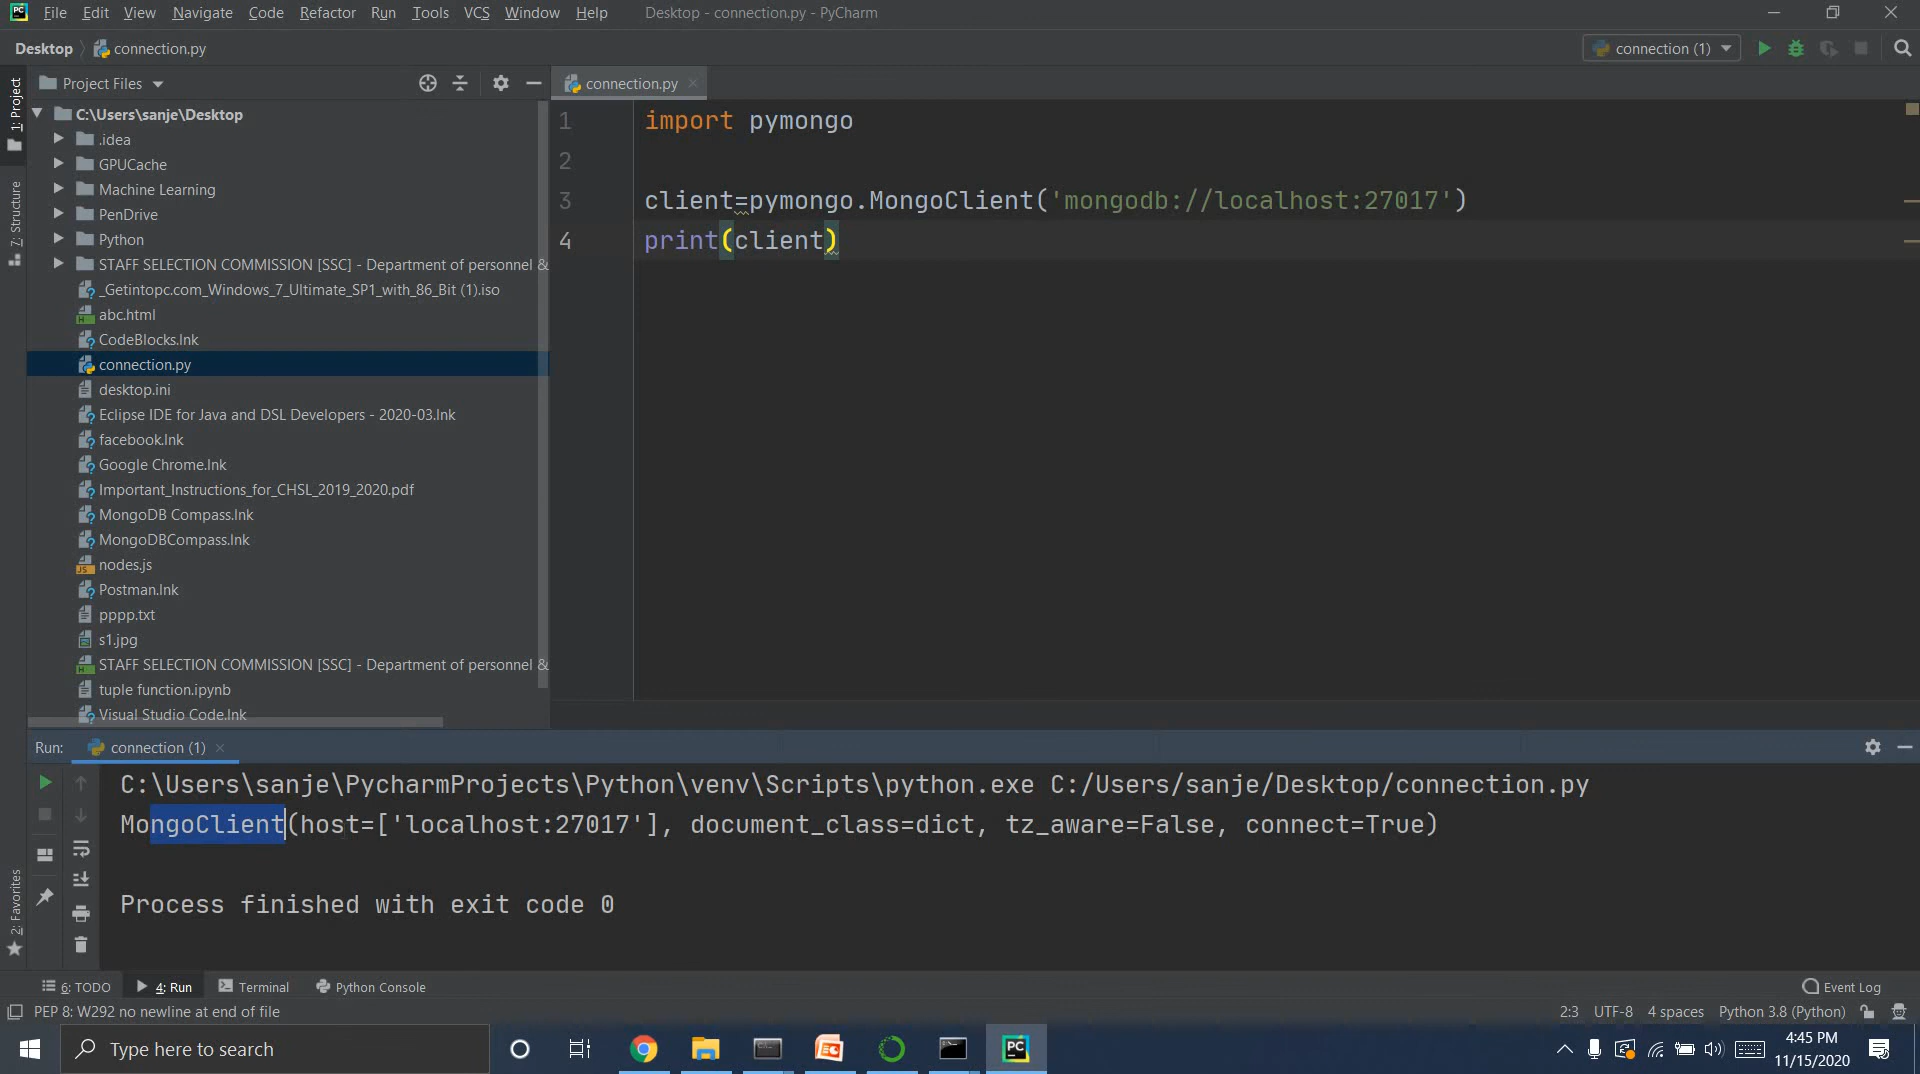 File Edit View Navigate Code Refactor Run Tools VCS Window Help Desktop - connection.py - PyCharm
Desktop connection.py connection (1)
Project Files connection.py
1: Project
7: Structure
2: Favorites
C:\Users\sanje\Desktop
.idea
GPUCache
Machine Learning
PenDrive
Python
STAFF SELECTION COMMISSION [SSC] - Department of personnel &
_Getintopc.com_Windows_7_Ultimate_SP1_with_86_Bit (1).iso
abc.html
CodeBlocks.lnk
connection.py
desktop.ini
Eclipse IDE for Java and DSL Developers - 2020-03.lnk
facebook.lnk
Google Chrome.lnk
Important_Instructions_for_CHSL_2019_2020.pdf
MongoDB Compass.lnk
MongoDBCompass.lnk
nodes.js
Postman.lnk
pppp.txt
s1.jpg
STAFF SELECTION COMMISSION [SSC] - Department of personnel &
tuple function.ipynb
Visual Studio Code.lnk
1 import pymongo
2
3 client=pymongo.MongoClient('mongodb://localhost:27017')
4 print(client)
Run: connection (1)
C:\Users\sanje\PycharmProjects\Python\venv\Scripts\python.exe C:/Users/sanje/Desktop/connection.py
MongoClient(host=['localhost:27017'], document_class=dict, tz_aware=False, connect=True)
Process finished with exit code 0
6: TODO 4: Run Terminal Python Console Event Log
PEP 8: W292 no newline at end of file 2:3 UTF-8 4 spaces Python 3.8 (Python)
Type here to search
4:45 PM
11/15/2020